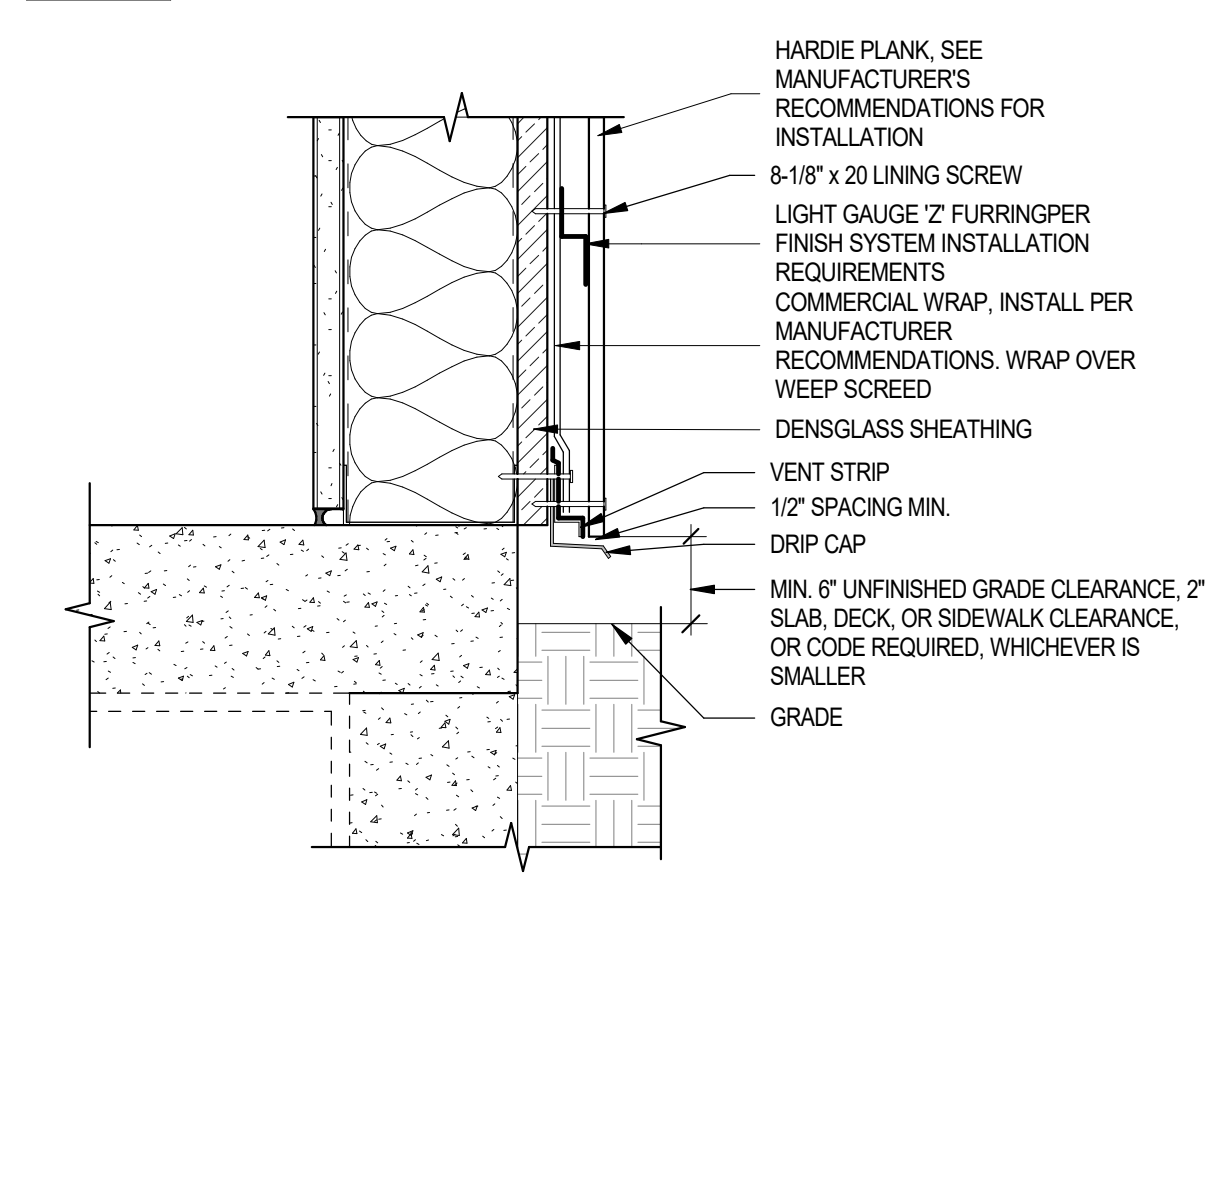 HARDIE PLANK, SEE
MANUFACTURER'S
RECOMMENDATIONS FOR
INSTALLATION
8-1/8" x 20 LINING SCREW
LIGHT GAUGE 'Z' FURRINGPER
FINISH SYSTEM INSTALLATION
REQUIREMENTS
COMMERCIAL WRAP, INSTALL PER
MANUFACTURER
RECOMMENDATIONS. WRAP OVER
WEEP SCREED
DENSGLASS SHEATHING
VENT STRIP
1/2" SPACING MIN.
DRIP CAP
MIN. 6" UNFINISHED GRADE CLEARANCE, 2"
SLAB, DECK, OR SIDEWALK CLEARANCE,
OR CODE REQUIRED, WHICHEVER IS
SMALLER
GRADE